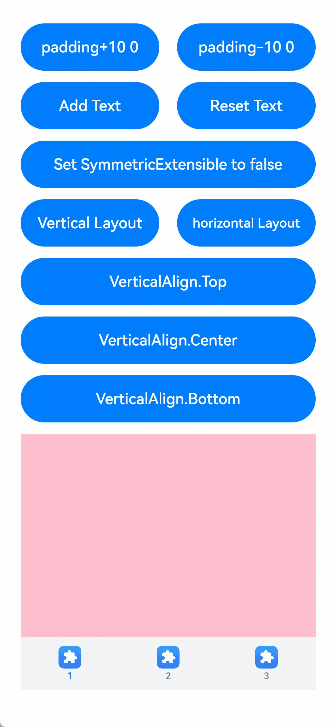 padding+10 0
padding-10 0
Add Text
Reset Text
Set SymmetricExtensible to false
Vertical Layout
horizontal Layout
VerticalAlign.Top
VerticalAlign.Center
VerticalAlign.Bottom
1
2
3